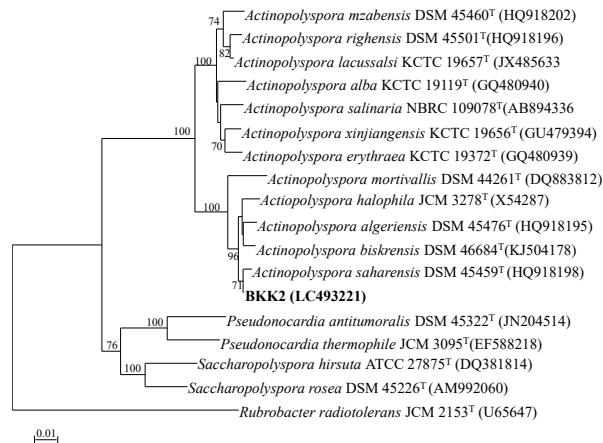 74
Actinopolyspora mzabensis DSM 45460ᵀ (HQ918202)
Actinopolyspora righensis DSM 45501ᵀ(HQ918196)
82
Actinopolyspora lacussalsi KCTC 19657ᵀ (JX485633
100
Actinopolyspora alba KCTC 19119ᵀ (GQ480940)
Actinopolyspora salinaria NBRC 109078ᵀ(AB894336
100
Actinopolyspora xinjiangensis KCTC 19656ᵀ (GU479394)
70
Actinopolyspora erythraea KCTC 19372ᵀ (GQ480939)
Actinopolyspora mortivallis DSM 44261ᵀ (DQ883812)
Actiopolyspora halophila JCM 3278ᵀ (X54287)
100
Actinopolyspora algeriensis DSM 45476ᵀ (HQ918195)
Actinopolyspora biskrensis DSM 46684ᵀ (KJ504178)
96
Actinopolyspora saharensis DSM 45459ᵀ (HQ918198)
71
BKK2 (LC493221)
Pseudonocardia antitumoralis DSM 45322ᵀ (JN204514)
100
Pseudonocardia thermophile JCM 3095ᵀ(EF588218)
76
Saccharopolyspora hirsuta ATCC 27875ᵀ (DQ381814)
100
Saccharopolyspora rosea DSM 45226ᵀ (AM992060)
Rubrobacter radiotolerans JCM 2153ᵀ (U65647)
0.01